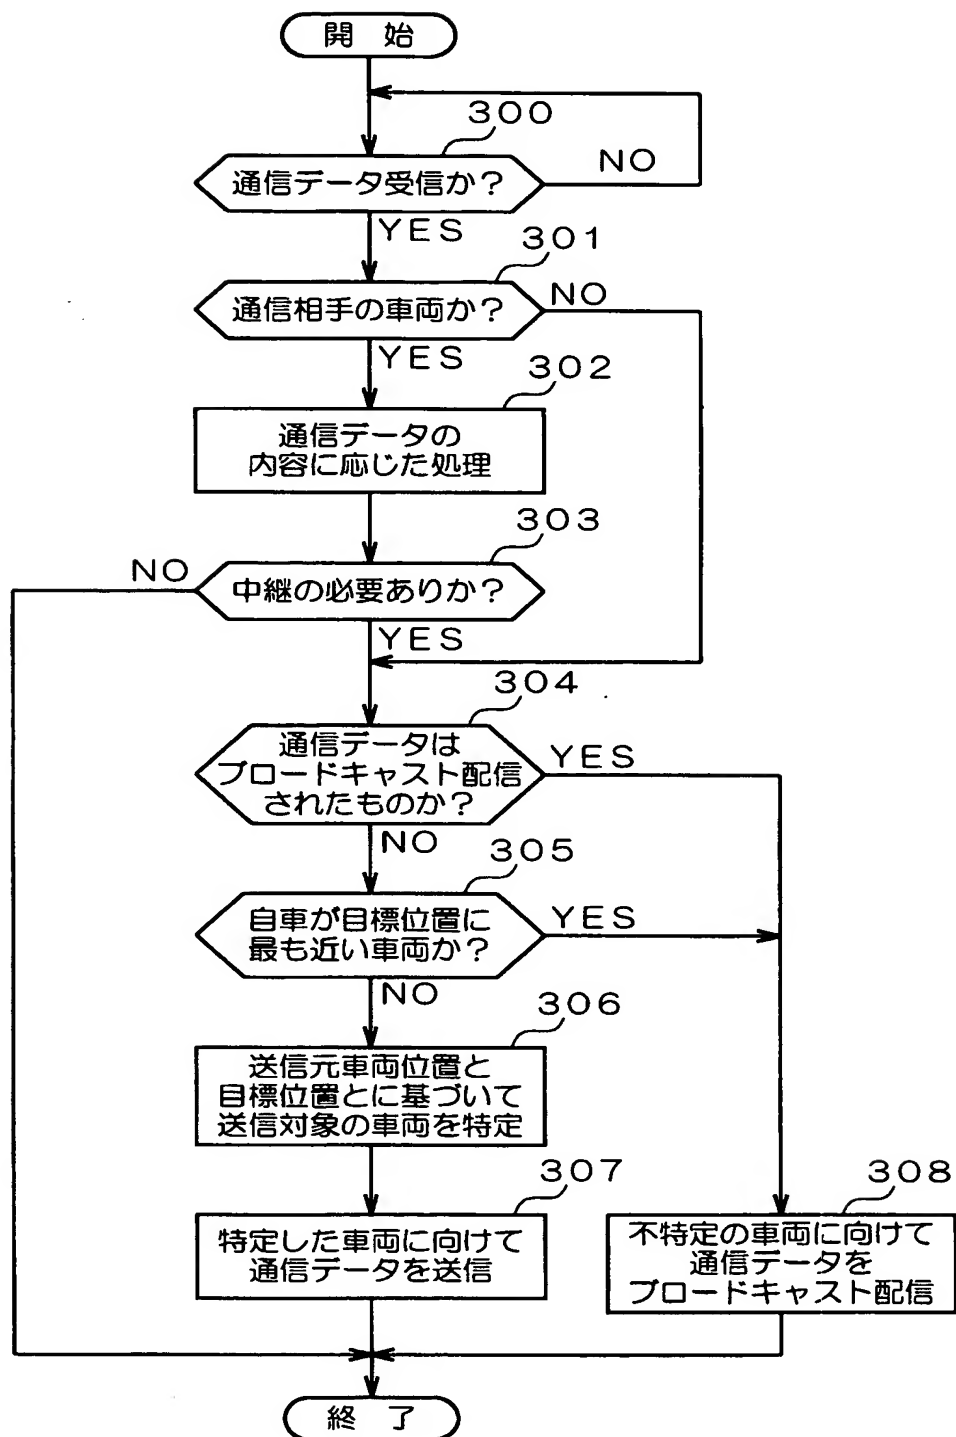 開 始
300
通信データ受信か?
NO
YES
301
通信相手の車両か?
NO
YES
302
通信データの
内容に応じた処理
303
NO
中継の必要ありか?
YES
304
通信データは
ブロードキャスト配信
されたものか?
YES
NO
305
自車が目標位置に
最も近い車両か?
YES
NO
306
送信元車両位置と
目標位置とに基づいて
送信対象の車両を特定
307
特定した車両に向けて
通信データを送信
308
不特定の車両に向けて
通信データを
ブロードキャスト配信
終 了